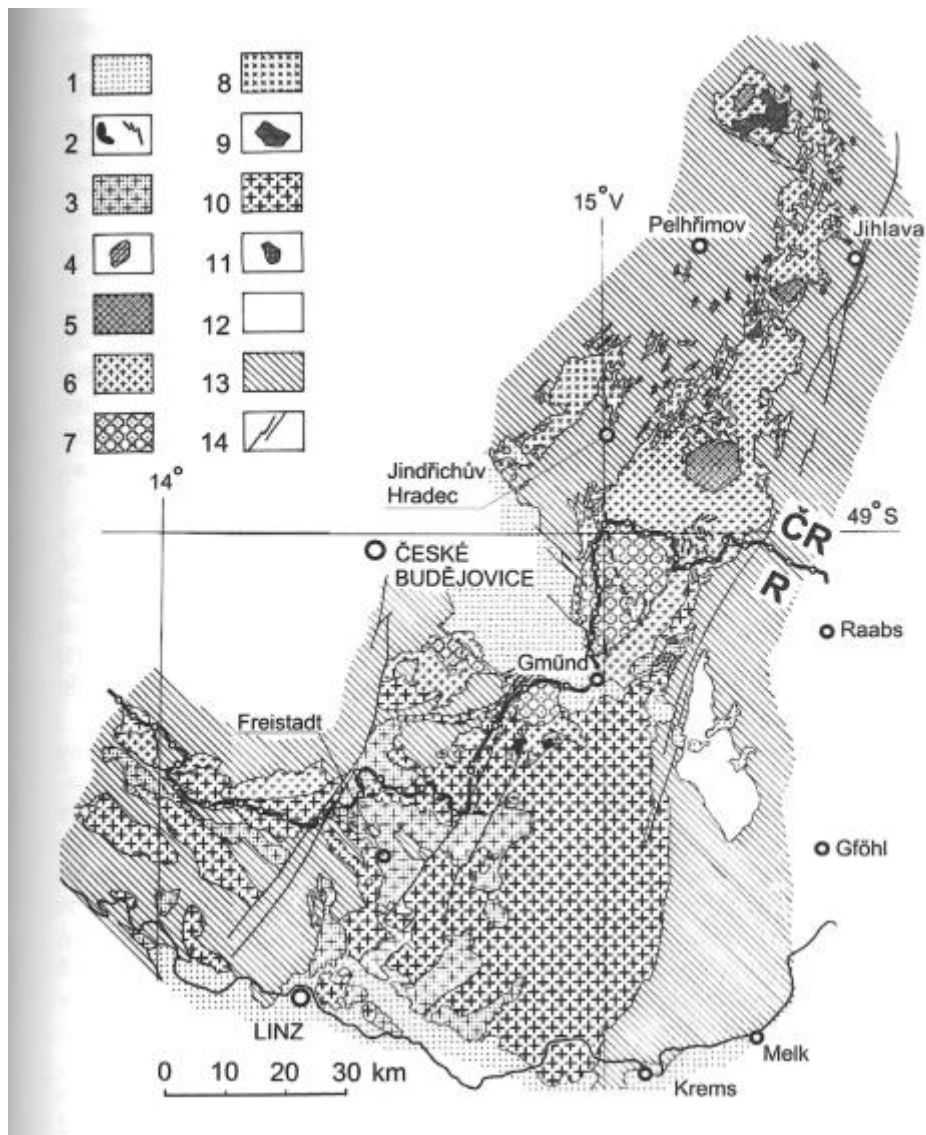 1
2
3
4
5
6
7
8
9
10
11
12
13
14
15°V
Pelhřimov
Jihlava
Jindřichův
Hradec
14°
49°S
ČR
R
ČESKÉ
BUDĚJOVICE
Raabs
Gműnd
Freistadt
Gföhl
LINZ
Melk
Krems
0 10 20 30 km